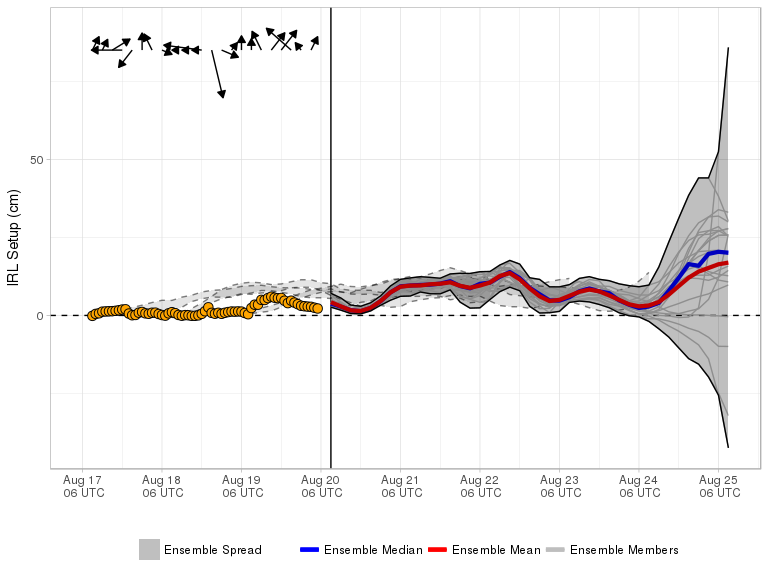 IRL Setup (cm)
50
0
Aug 17 Aug 18 Aug 19 Aug 20 Aug 21 Aug 22 Aug 23 Aug 24 Aug 25
06 UTC 06 UTC 06 UTC 06 UTC 06 UTC 06 UTC 06 UTC 06 UTC 06 UTC
Ensemble Spread Ensemble Median Ensemble Mean Ensemble Members